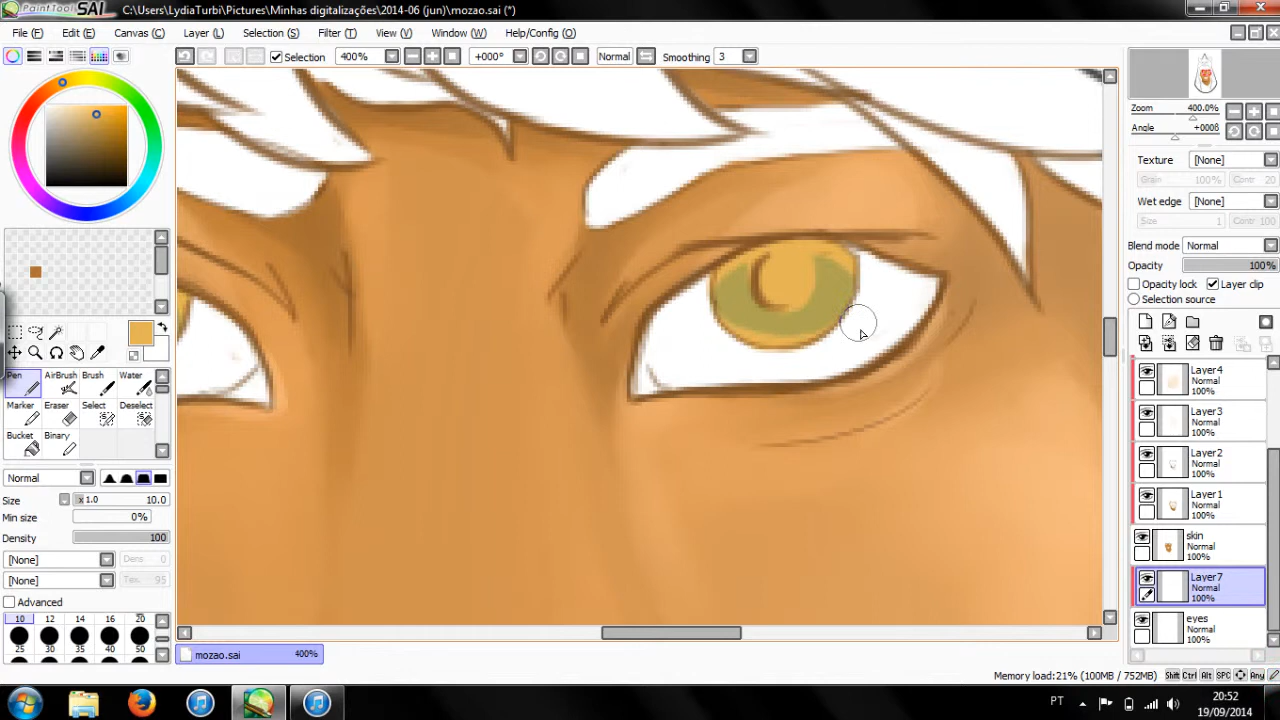 PaintTool SAI C:\Users\LydiaTurbi\Pictures\Minhas digitalizações\2014-06 (jun)\mozao.sai (*)
File (F) Edit (E) Canvas (C) Layer (L) Selection (S) Filter (T) View (V) Window (W) Help/Config (O)
Selection 400% +000° Normal Smoothing 3
Zoom 400.0%
Angle +000ß
Texture [None]
Grain 100% Contr 20
Wet edge [None]
Size 1 Contr 100
Blend mode Normal
Opacity 100%
Opacity lock Layer clip
Selection source
Pen AirBrush Brush Water
Marker Eraser Select Deselect
Bucket Binary
Normal
Size x 1.0 10.0
Min size 0%
Density 100
[None] Dens 0
[None] Tex. 95
Advanced
10 12 14 16 20
25 30 35 40 50
Layer4
Normal
100%
Layer3
Normal
100%
Layer2
Normal
100%
Layer1
Normal
100%
skin
Normal
100%
Layer7
Normal
100%
eyes
Normal
100%
mozao.sai 400%
Memory load: 21% (100MB / 752MB) Shift Ctrl Alt SPC Any
PT 20:52
19/09/2014